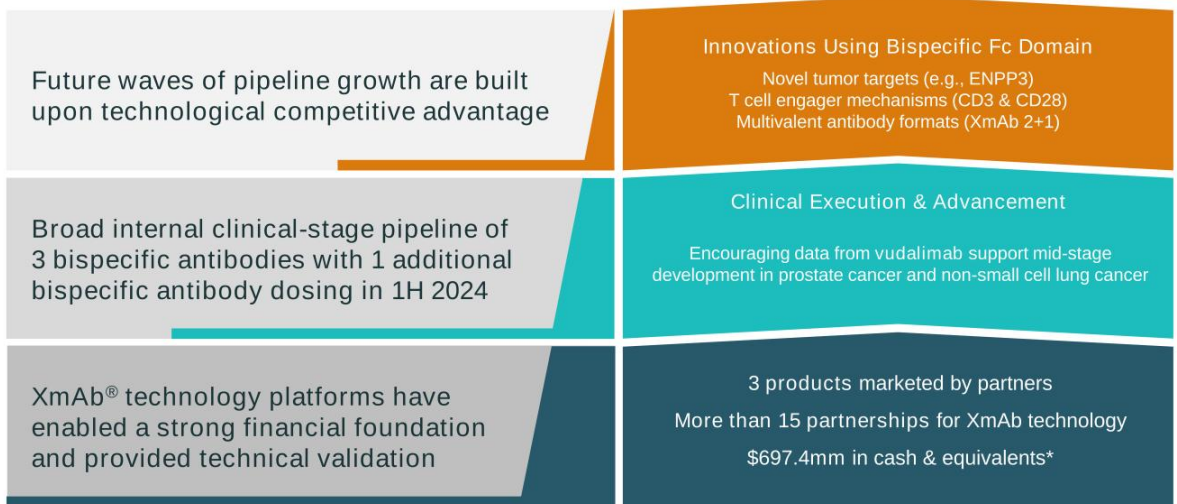 Future waves of pipeline growth are built
upon technological competitive advantage
Innovations Using Bispecific Fc Domain
Novel tumor targets (e.g., ENPP3)
T cell engager mechanisms (CD3 & CD28)
Multivalent antibody formats (XmAb 2+1)
Broad internal clinical-stage pipeline of
3 bispecific antibodies with 1 additional
bispecific antibody dosing in 1H 2024
Clinical Execution & Advancement
Encouraging data from vudalimab support mid-stage
development in prostate cancer and non-small cell lung cancer
XmAb® technology platforms have
enabled a strong financial foundation
and provided technical validation
3 products marketed by partners
More than 15 partnerships for XmAb technology
$697.4mm in cash & equivalents*